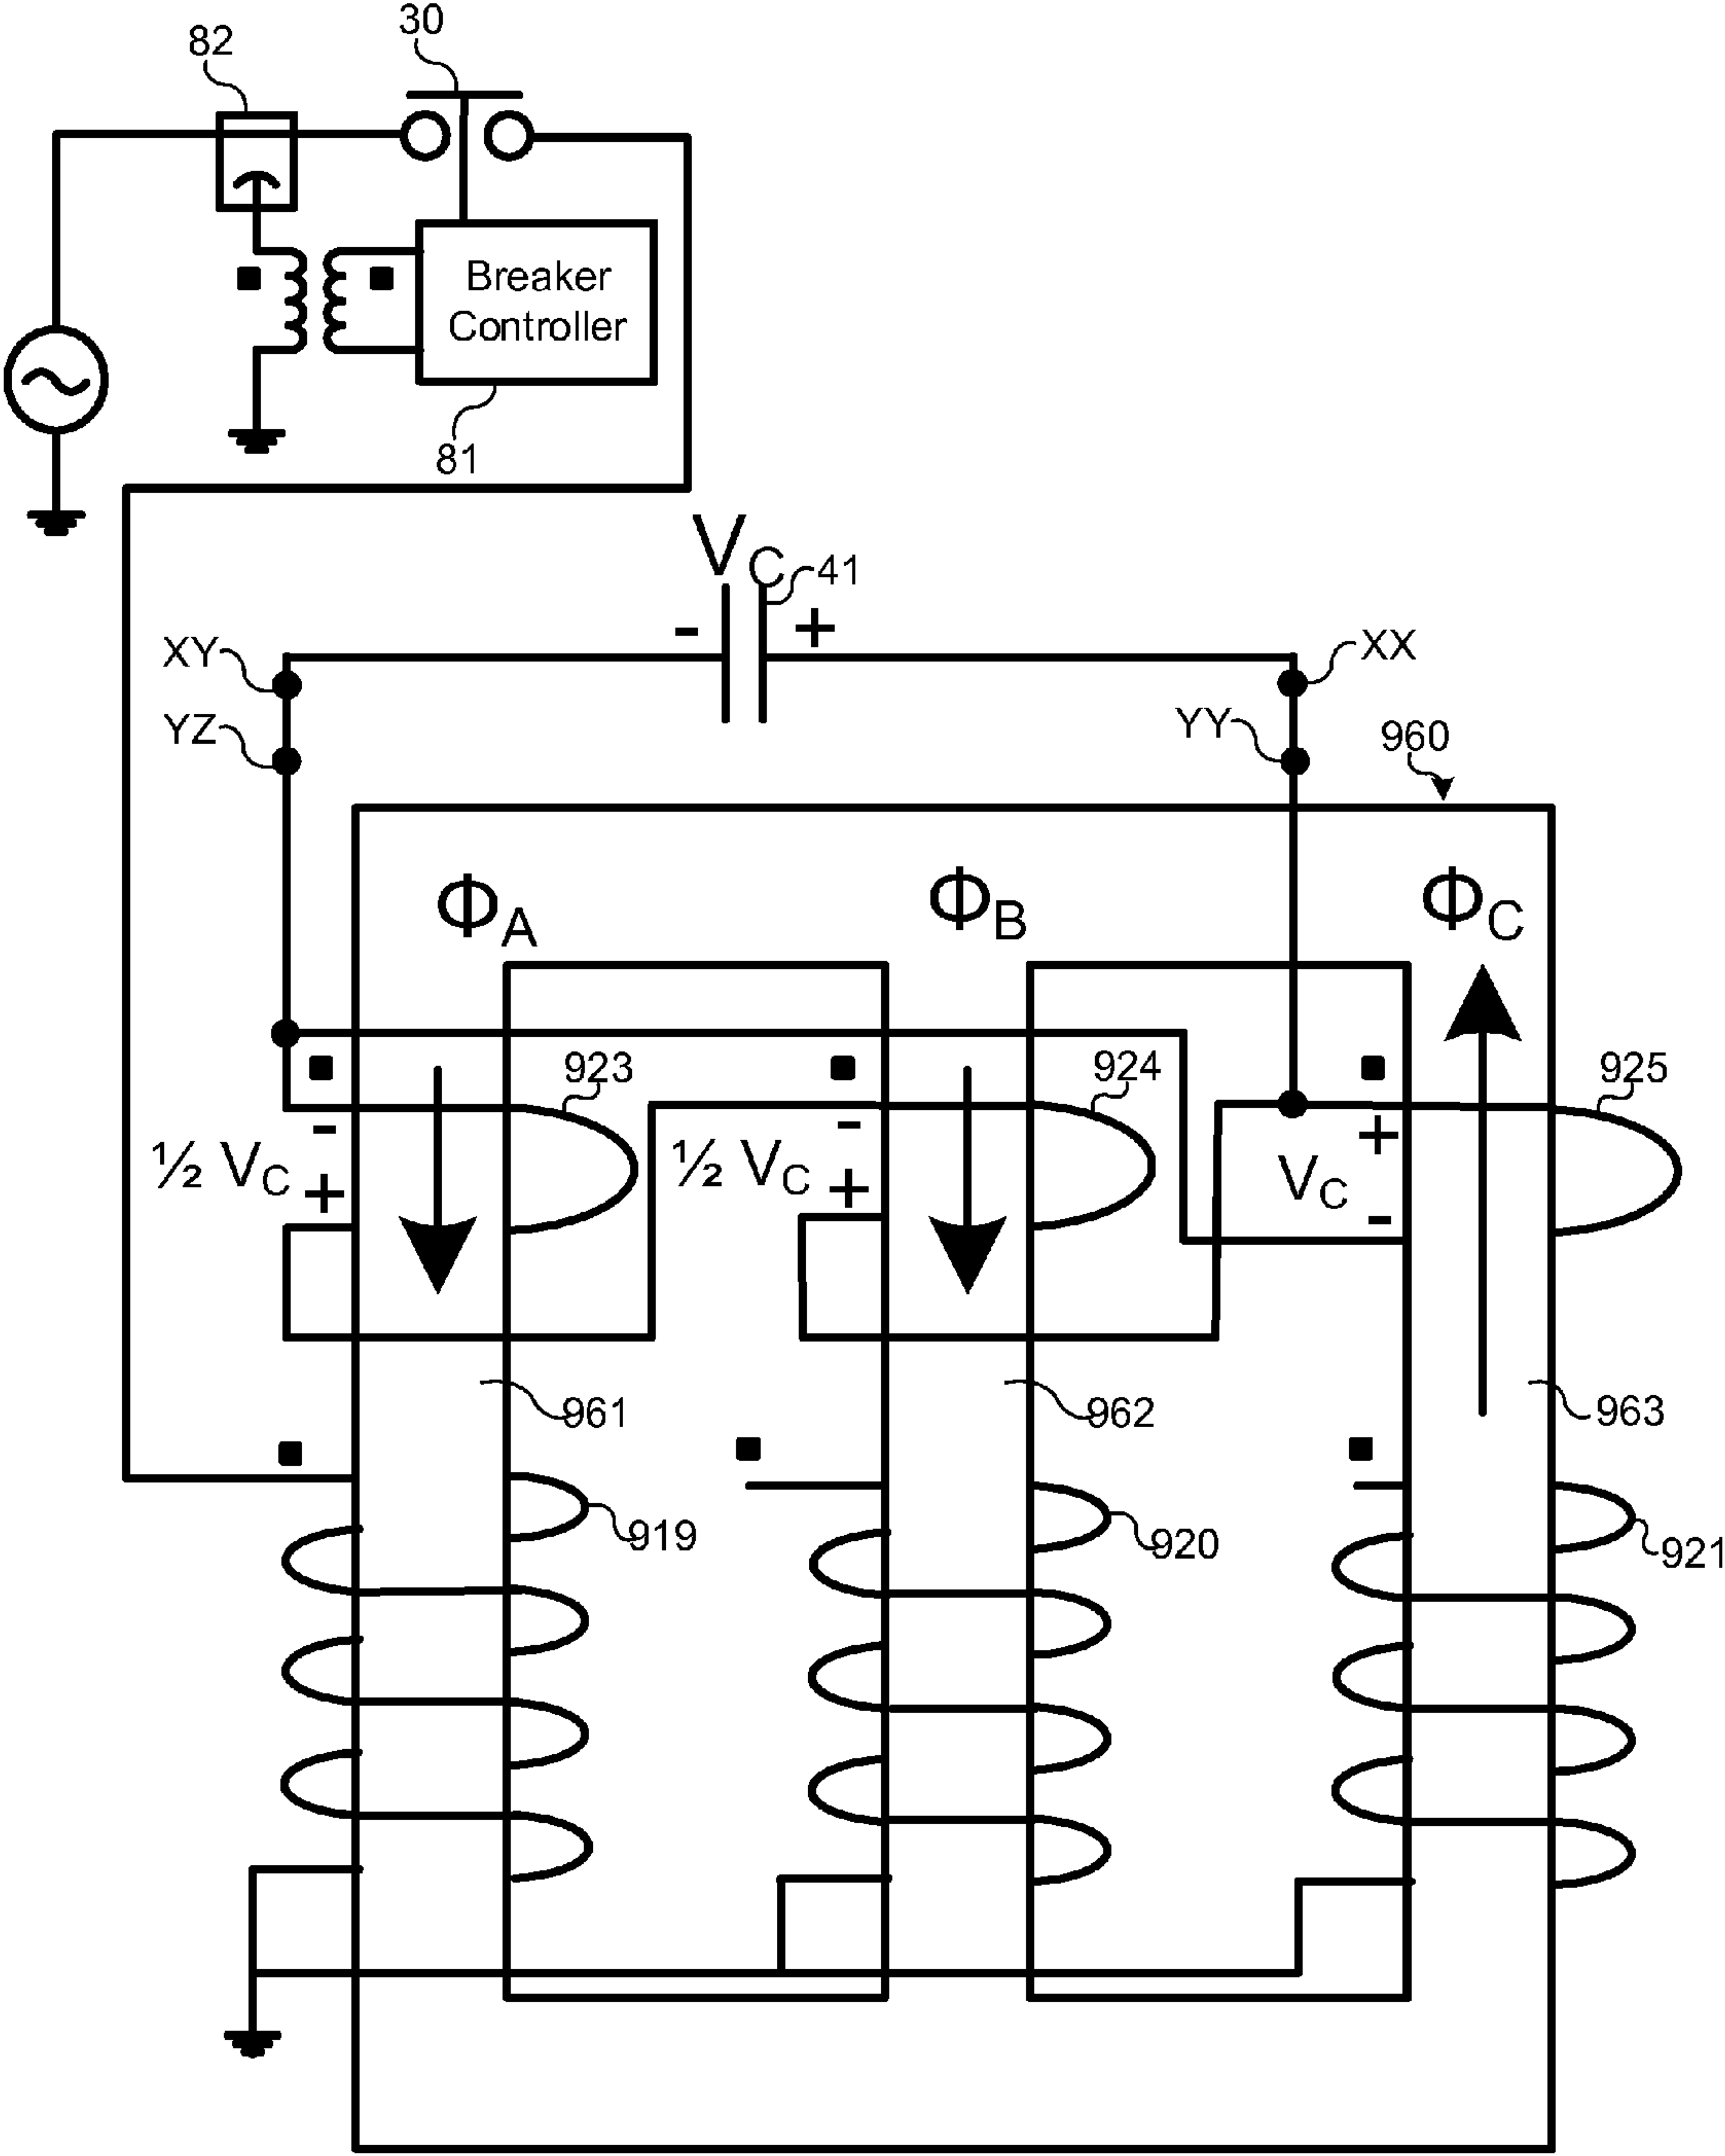 30
82
Breaker
Controller
81
VC
41
- +
XY
XX
YZ
YY
960
ΦA
ΦB
ΦC
923
924
925
-
-
+
½ VC
½ VC
VC
+
+
-
961
962
963
919
920
921